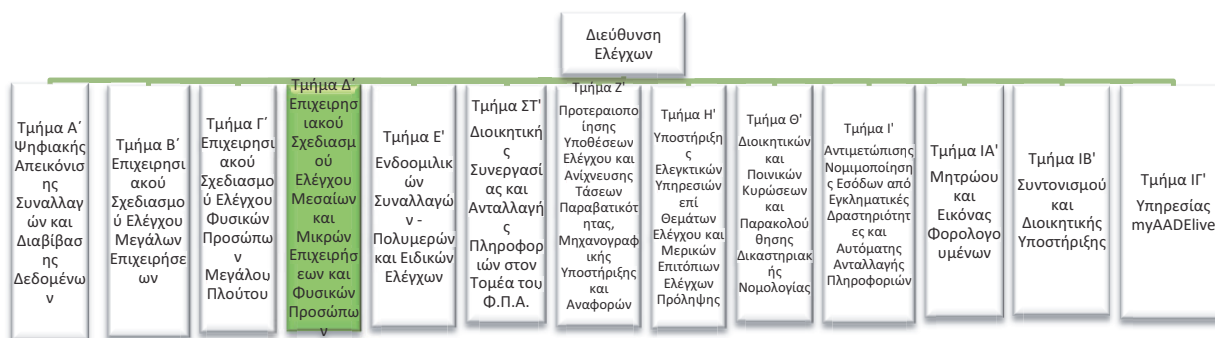 Διεύθυνση
Ελέγχων
Τμήμα Α΄
Ψηφιακής
Απεικόνισ
ης
Συναλλαγ
ών και
Διαβίβασ
ης
Δεδομένω
ν
Τμήμα Β΄
Επιχειρησι
ακού
Σχεδιασμο
ύ Ελέγχου
Μεγάλων
Επιχειρήσε
ων
Τμήμα Γ΄
Επιχειρησι
ακού
Σχεδιασμο
ύ Ελέγχου
Φυσικών
Προσώπω
ν
Μεγάλου
Πλούτου
Τμήμα Δ΄
Επιχειρησ
ιακού
Σχεδιασμ
ού
Ελέγχου
Μεσαίων
και
Μικρών
Επιχειρήσ
εων και
Φυσικών
Προσώπω
ν
Τμήμα Ε'
Ενδοομιλικ
ών
Συναλλαγώ
ν -
Πολυμερών
και Ειδικών
Ελέγχων
Τμήμα ΣΤ'
Διοικητική
ς
Συνεργασί
ας και
Ανταλλαγή
ς
Πληροφορ
ιών στον
Τομέα του
Φ.Π.Α.
Τμήμα Ζ'
Προτεραιοπο
ίησης
Υποθέσεων
Ελέγχου και
Ανίχνευσης
Τάσεων
Παραβατικότ
ητας,
Μηχανογραφ
ικής
Υποστήριξης
και
Αναφορών
Τμήμα Η'
Υποστήριξη
ς
Ελεγκτικών
Υπηρεσιών
επί
Θεμάτων
Ελέγχου και
Μερικών
Επιτόπιων
Ελέγχων
Πρόληψης
Τμήμα Θ'
Διοικητικών
και
Ποινικών
Κυρώσεων
και
Παρακολού
θησης
Δικαστηριακ
ής
Νομολογίας
Τμήμα Ι'
Αντιμετώπισης
Νομιμοποίηση
ς Εσόδων από
Εγκληματικές
Δραστηριότητ
ες και
Αυτόματης
Ανταλλαγής
Πληροφοριών
Τμήμα ΙΑ'
Μητρώου
και
Εικόνας
Φορολογο
υμένων
Τμήμα ΙΒ'
Συντονισμού
και
Διοικητικής
Υποστήριξης
Τμήμα ΙΓ'
Υπηρεσίας
myAADElive